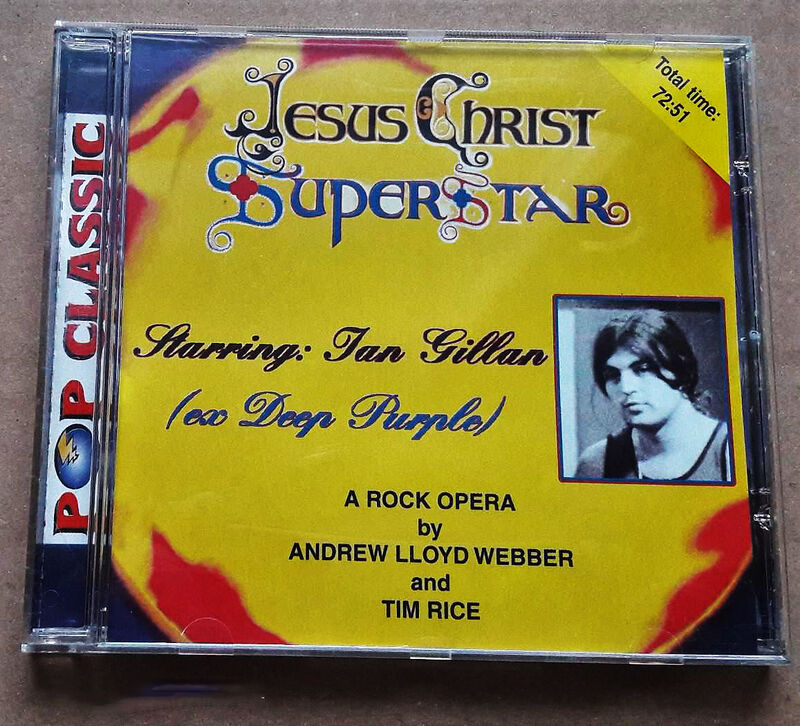 POP CLASSIC
Jesus Christ
SuperStar
Total time:
72:51
Starring: Ian Gillan
(ex Deep Purple)
A ROCK OPERA
by
ANDREW LLOYD WEBBER
and
TIM RICE